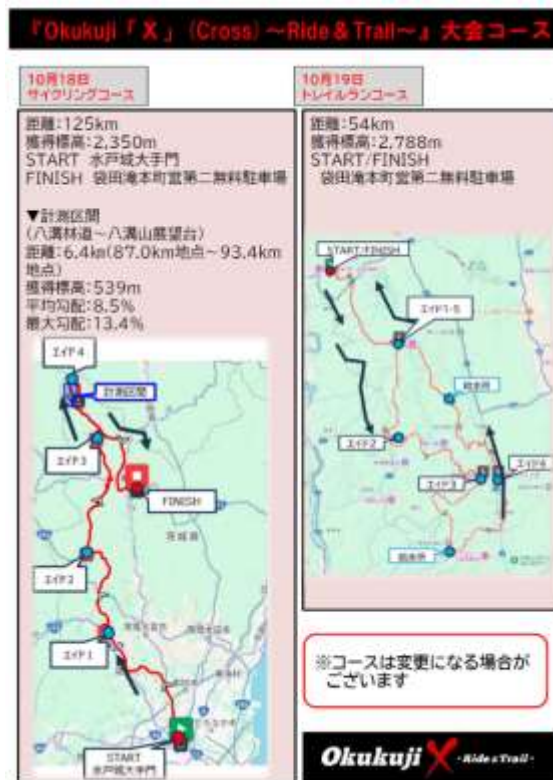 『Okukuji「X」(Cross)～Ride & Trail～』大会コース
10月18日
サイクリングコース
距離:125km
獲得標高:2,350m
START 水戸城大手門
FINISH 袋田滝本町営第二無料駐車場
▼計測区間
(八溝林道～八溝山展望台)
距離:6.4km(87.0km地点～93.4km
地点)
獲得標高:539m
平均勾配:8.5%
最大勾配:13.4%
エイド4
計測区間
エイド3
FINISH
茨城県
エイド2
エイド1
START
水戸城大手門
10月19日
トレイルランコース
距離:54km
獲得標高:2,788m
START/FINISH
袋田滝本町営第二無料駐車場
START/FINISH
エイド1-5
給水所
エイド2
エイド3
エイド4
給水所
※コースは変更になる場合が
ございます
Okukuji X -Ride & Trail-